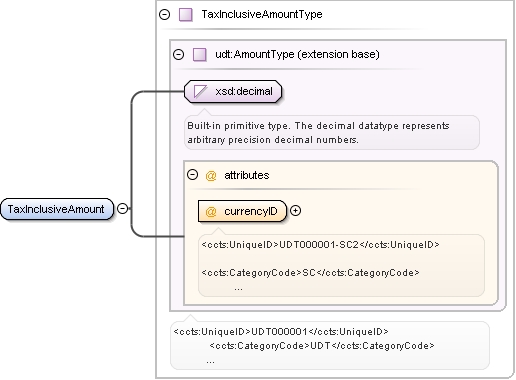 TaxInclusiveAmountType
udt:AmountType (extension base)
xsd:decimal
Built-in primitive type. The decimal datatype represents
arbitrary precision decimal numbers.
@ attributes
TaxInclusiveAmount
@ currencyID
<ccts:UniqueID>UDT000001-SC2</ccts:UniqueID>
<ccts:CategoryCode>SC</ccts:CategoryCode>
...
<ccts:UniqueID>UDT000001</ccts:UniqueID>
<ccts:CategoryCode>UDT</ccts:CategoryCode>
...